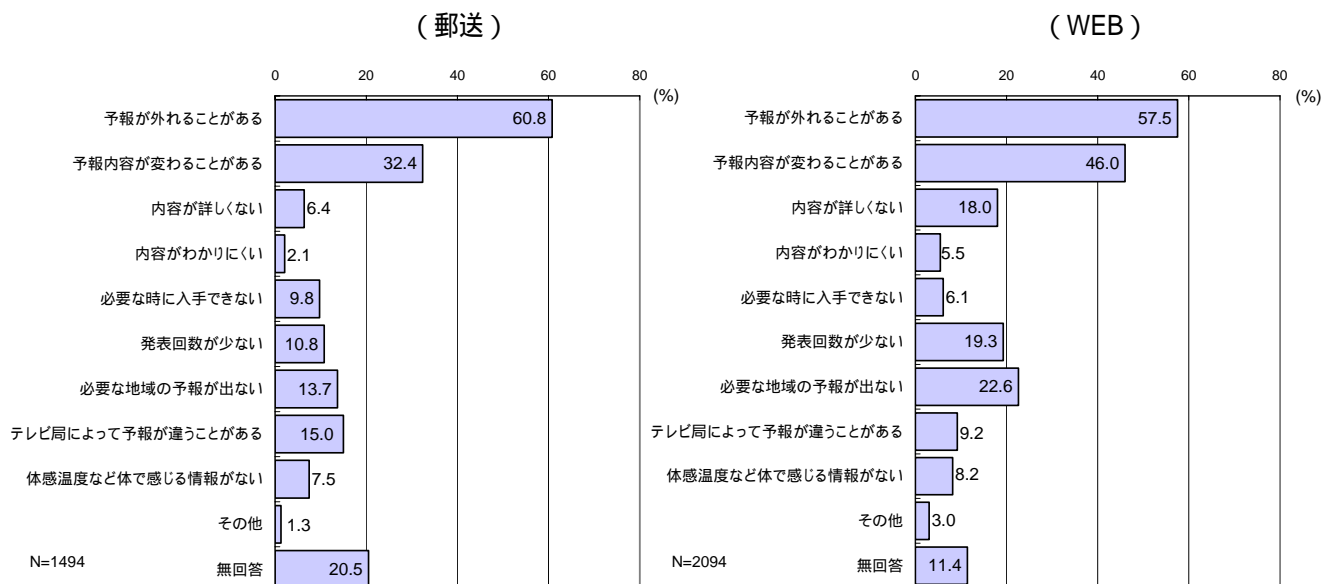 （郵送）
0 20 40 60 80
(%)
予報が外れることがある 60.8
予報内容が変わることがある 32.4
内容が詳しくない 6.4
内容がわかりにくい 2.1
必要な時に入手できない 9.8
発表回数が少ない 10.8
必要な地域の予報が出ない 13.7
テレビ局によって予報が違うことがある 15.0
体感温度など体で感じる情報がない 7.5
その他 1.3
無回答 20.5
N=1494
（WEB）
0 20 40 60 80
(%)
予報が外れることがある 57.5
予報内容が変わることがある 46.0
内容が詳しくない 18.0
内容がわかりにくい 5.5
必要な時に入手できない 6.1
発表回数が少ない 19.3
必要な地域の予報が出ない 22.6
テレビ局によって予報が違うことがある 9.2
体感温度など体で感じる情報がない 8.2
その他 3.0
無回答 11.4
N=2094